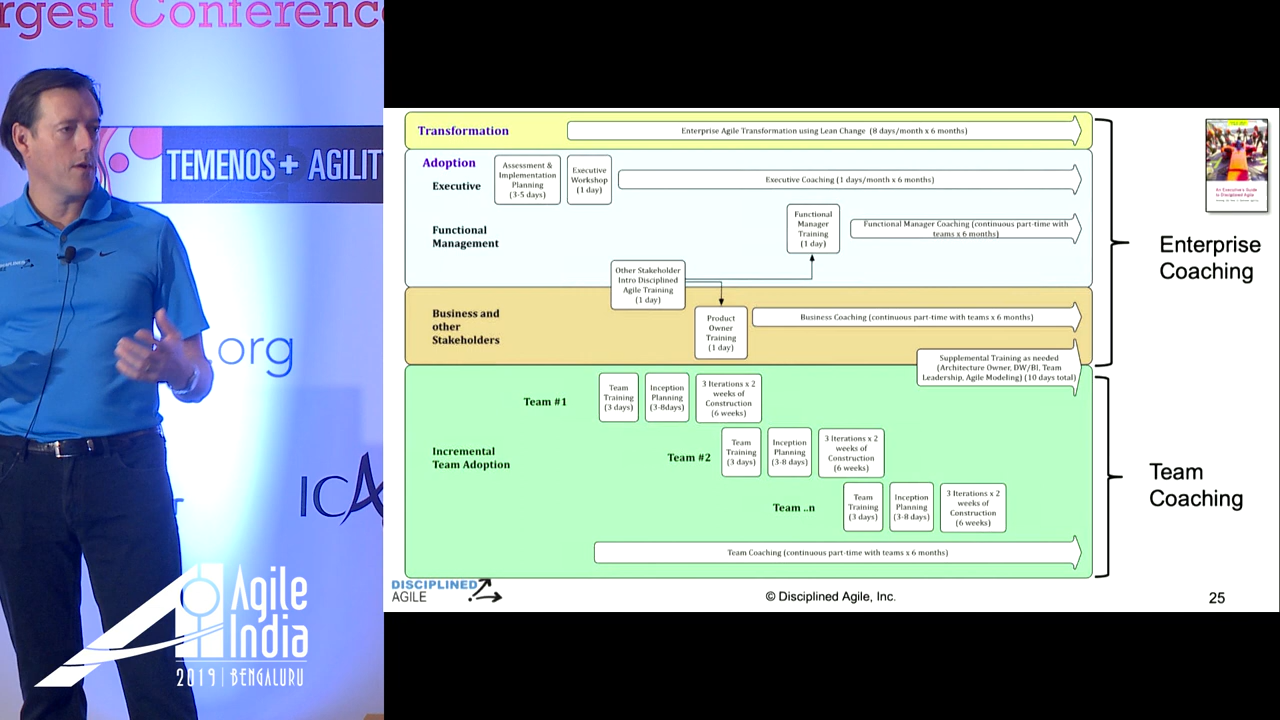 rgest Conferenc
TEMENOS + AGILIT
.org
ICA
Agile
India
2019 | BENGALURU
Transformation
Enterprise Agile Transformation using Lean Change (8 days/month x 6 months)
Adoption
Executive
Assessment &
Implementation
Planning
(3-5 days)
Executive
Workshop
(1 day)
Executive Coaching (1 days/month x 6 months)
Functional
Management
Functional
Manager
Training
(1 day)
Functional Manager Coaching (continuous part-time with
teams x 6 months)
Other Stakeholder
Intro Disciplined
Agile Training
(1 day)
Business and
other
Stakeholders
Product
Owner
Training
(1 day)
Business Coaching (continuous part-time with teams x 6 months)
Supplemental Training as needed
(Architecture Owner, DW/BI, Team
Leadership, Agile Modeling) (10 days total)
Team #1
Team
Training
(3 days)
Inception
Planning
(3-8days)
3 Iterations x 2
weeks of
Construction
(6 weeks)
Incremental
Team Adoption
Team #2
Team
Training
(3 days)
Inception
Planning
(3-8 days)
3 Iterations x 2
weeks of
Construction
(6 weeks)
Team ..n
Team
Training
(3 days)
Inception
Planning
(3-8 days)
3 Iterations x 2
weeks of
Construction
(6 weeks)
Team Coaching (continuous part-time with teams x 6 months)
An Executive's Guide
to Disciplined Agile
Enterprise
Coaching
Team
Coaching
DISCIPLINED
AGILE
© Disciplined Agile, Inc.
25